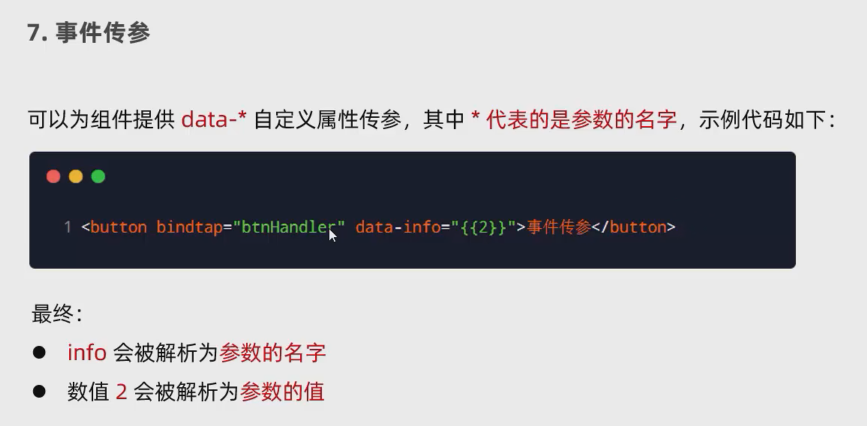 7. 事件传参
可以为组件提供 data-* 自定义属性传参，其中 * 代表的是参数的名字，示例代码如下：
1 <button bindtap="btnHandler" data-info="{{2}}">事件传参</button>
最终：
● info 会被解析为参数的名字
● 数值 2 会被解析为参数的值